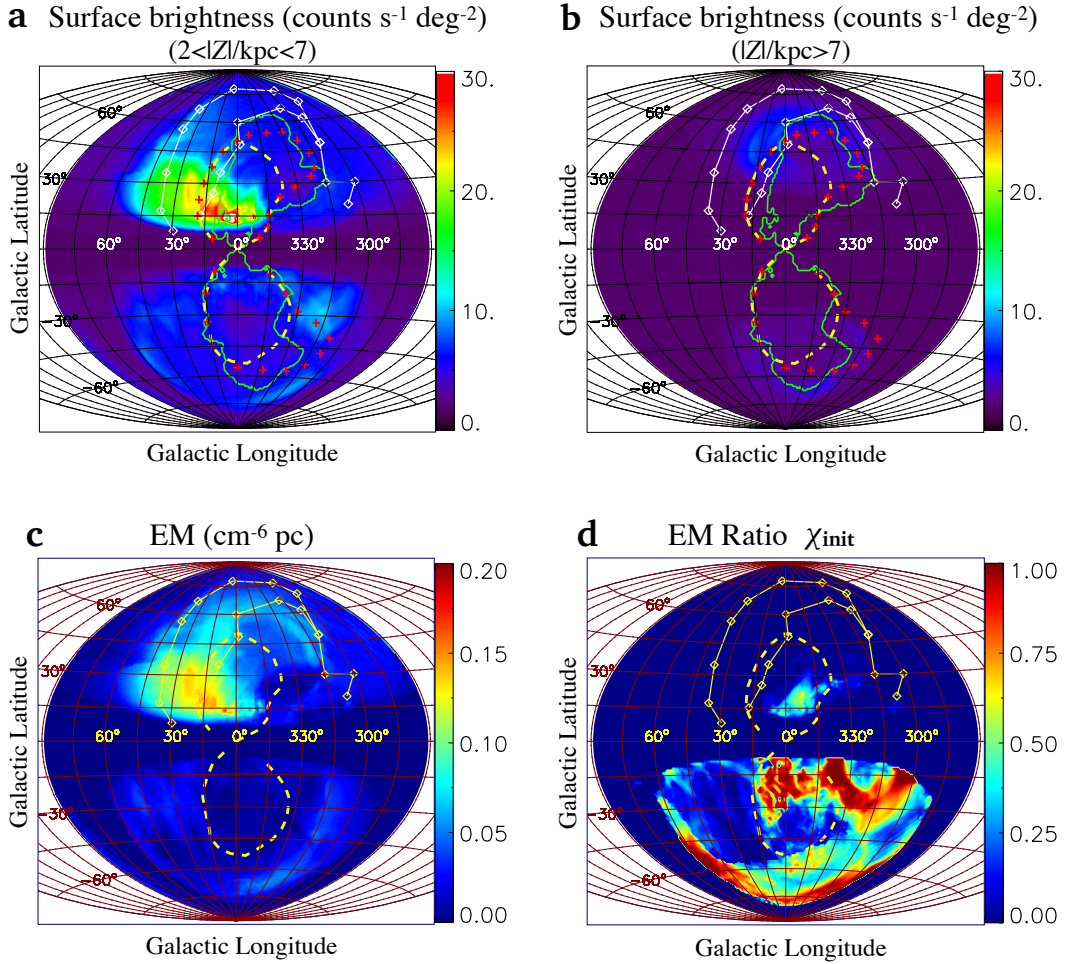 a Surface brightness (counts s-1 deg-2)
(2<|Z|/kpc<7)
b Surface brightness (counts s-1 deg-2)
(|Z|/kpc>7)
Galactic Latitude
60°
30°
60° 30° 0° 330° 300°
-30°
-60°
30.
20.
10.
0.
Galactic Longitude
Galactic Latitude
60°
30°
60° 30° 0° 330° 300°
-30°
-60°
30.
20.
10.
0.
Galactic Longitude
c EM (cm-6 pc)
d EM Ratio χinit
Galactic Latitude
60°
30°
60° 30° 0° 330° 300°
-30°
-60°
0.20
0.15
0.10
0.05
0.00
Galactic Longitude
Galactic Latitude
60°
30°
60° 30° 0° 330° 300°
-30°
-60°
1.00
0.75
0.50
0.25
0.00
Galactic Longitude